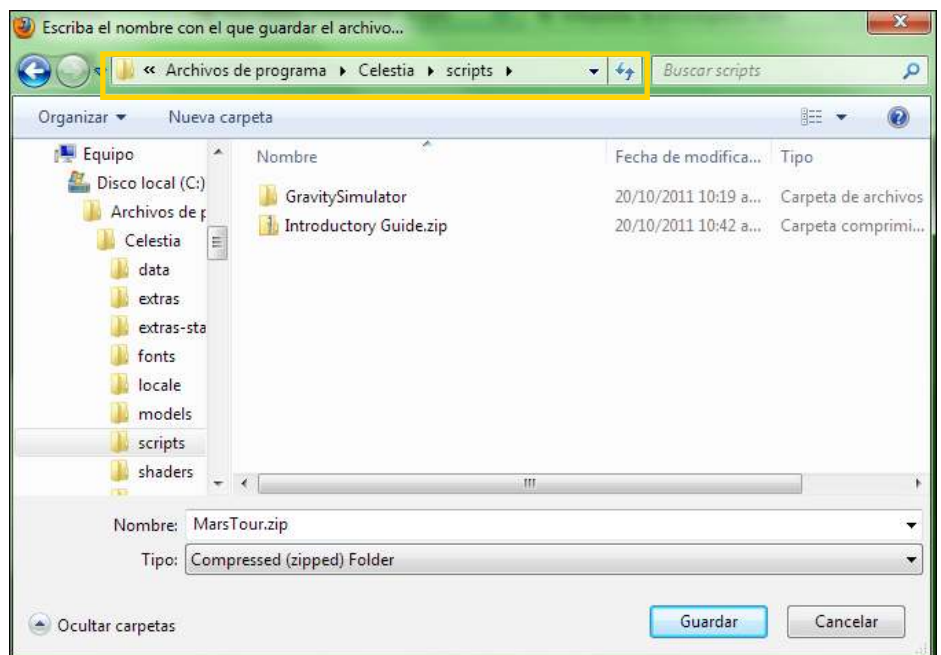 Escriba el nombre con el que guardar el archivo...
« Archivos de programa Celestia scripts Buscar scripts
Organizar Nueva carpeta
Equipo
Disco local (C:)
Archivos de p
Celestia
data
extras
extras-sta
fonts
locale
models
scripts
shaders
Nombre Fecha de modifica... Tipo
GravitySimulator 20/10/2011 10:19 a... Carpeta de archivos
Introductory Guide.zip 20/10/2011 10:42 a... Carpeta comprimi...
Nombre: MarsTour.zip
Tipo: Compressed (zipped) Folder
Ocultar carpetas Guardar Cancelar